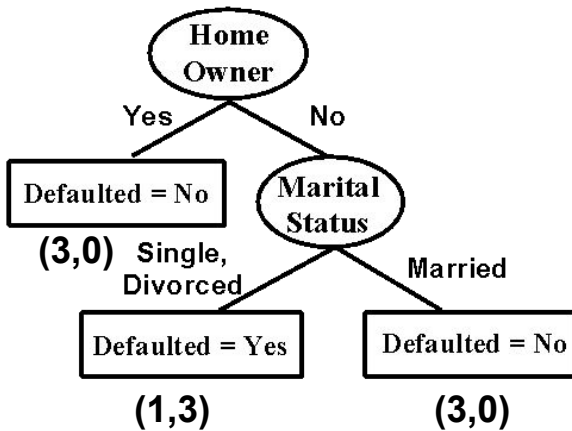 Home
Owner
Yes
No
Defaulted = No
Marital
Status
(3,0)
Single,
Divorced
Married
Defaulted = Yes
Defaulted = No
(1,3)
(3,0)